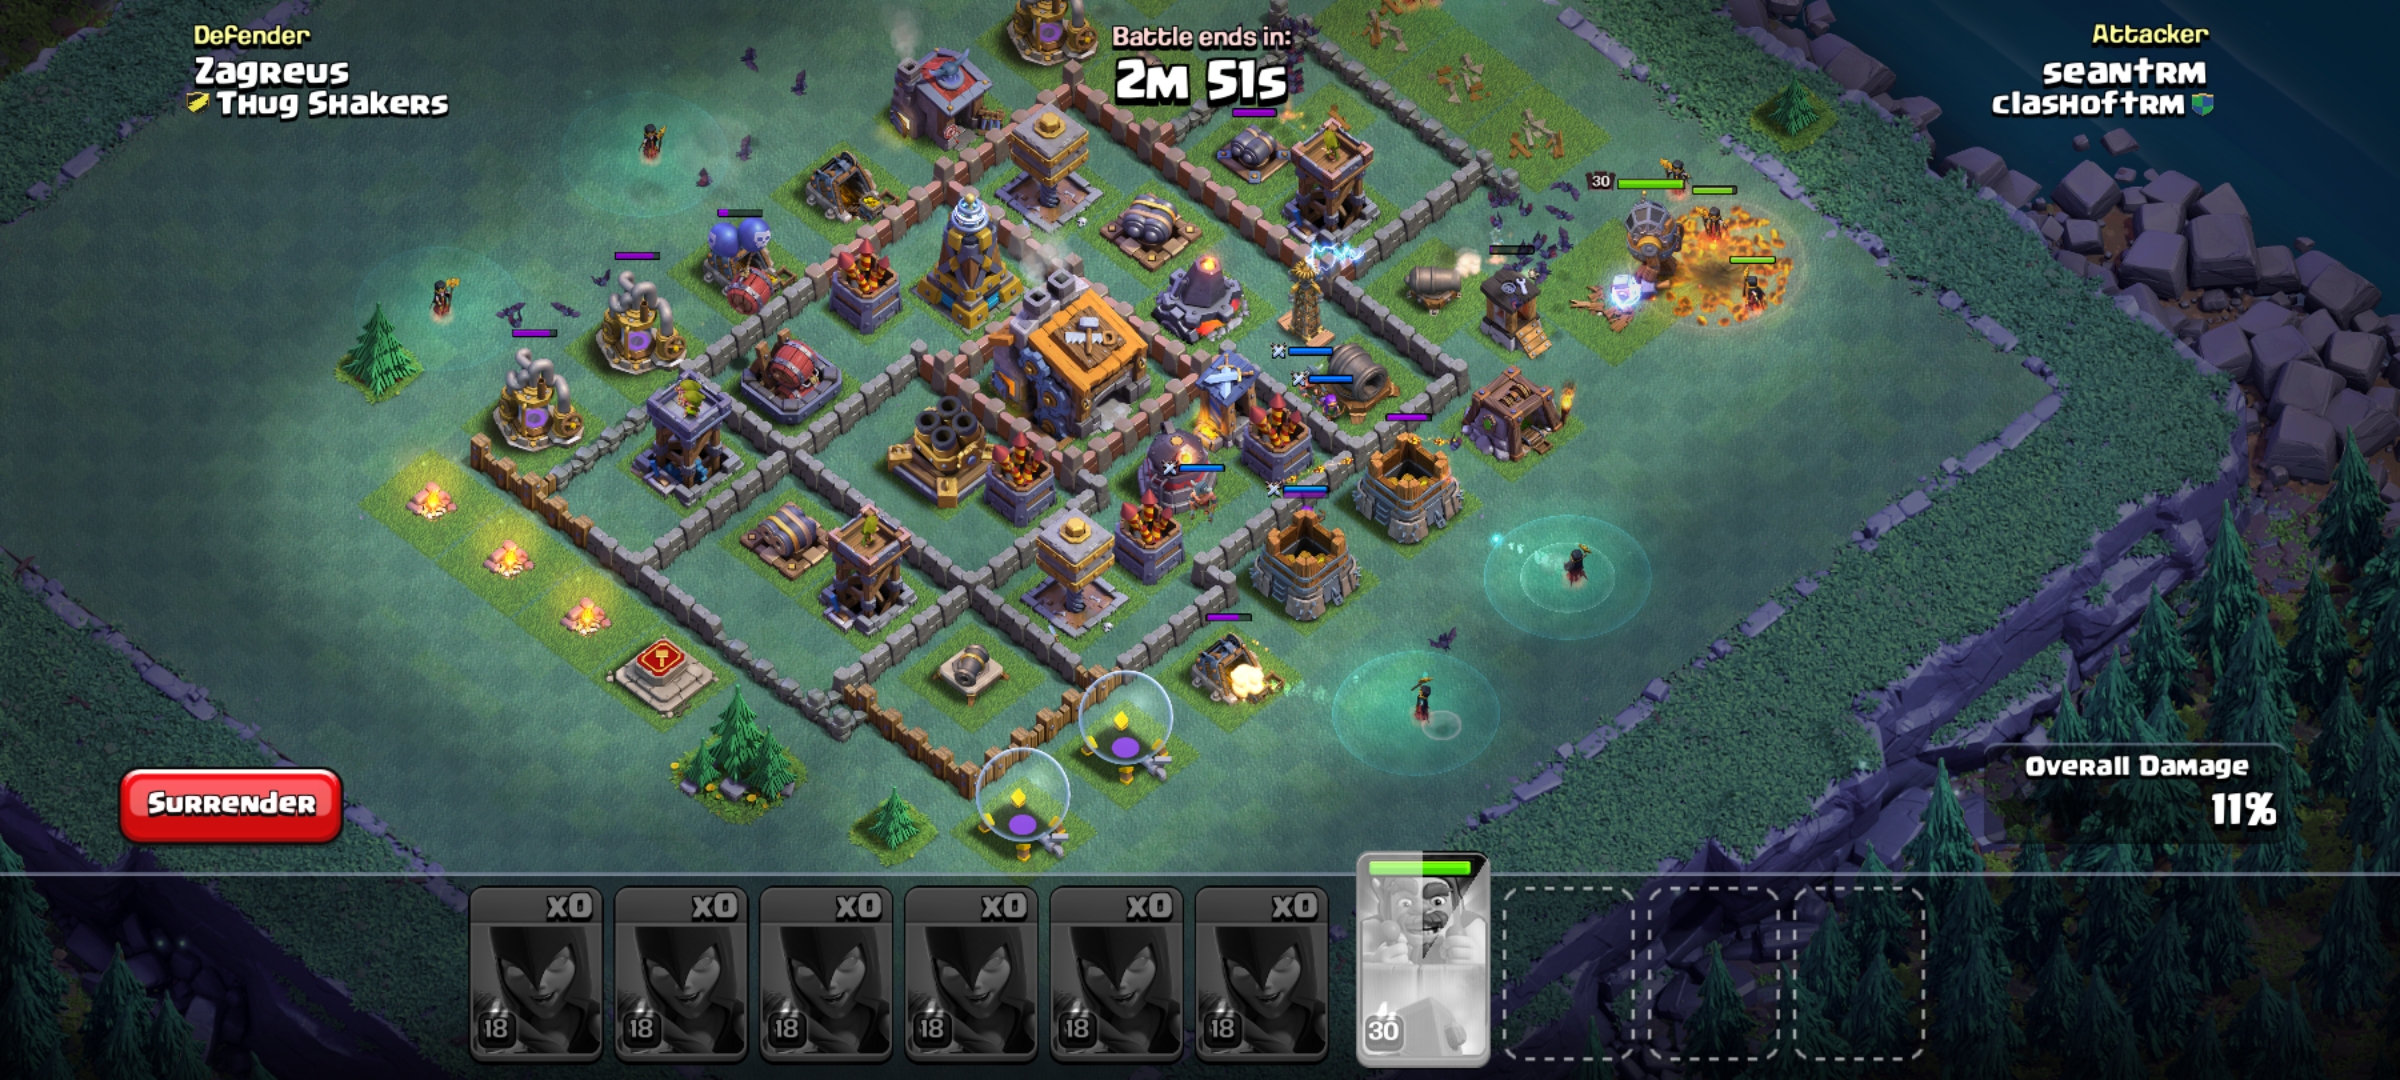 Defender
Zagreus
Thug Shakers
Battle ends in:
2M 51s
Attacker
seantRM
clashoftRM
30
Surrender
Overall Damage
11%
x0
x0
x0
x0
x0
x0
18
18
18
18
18
18
30